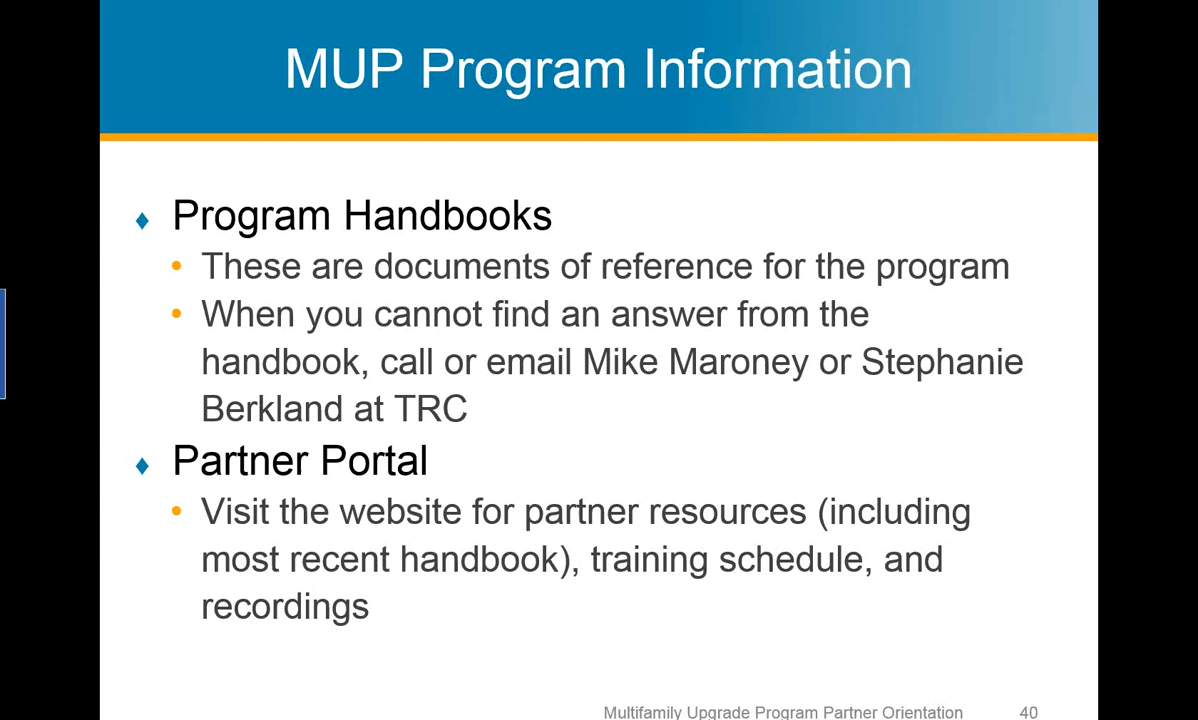 MUP Program Information
Program Handbooks
These are documents of reference for the program
When you cannot find an answer from the
handbook, call or email Mike Maroney or Stephanie
Berkland at TRC
Partner Portal
Visit the website for partner resources (including
most recent handbook), training schedule, and
recordings
Multifamily Upgrade Program Partner Orientation 40